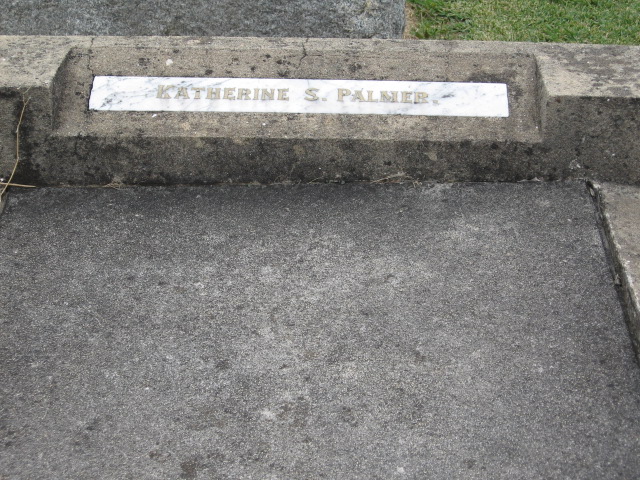 KATHERINE S. PALMER.